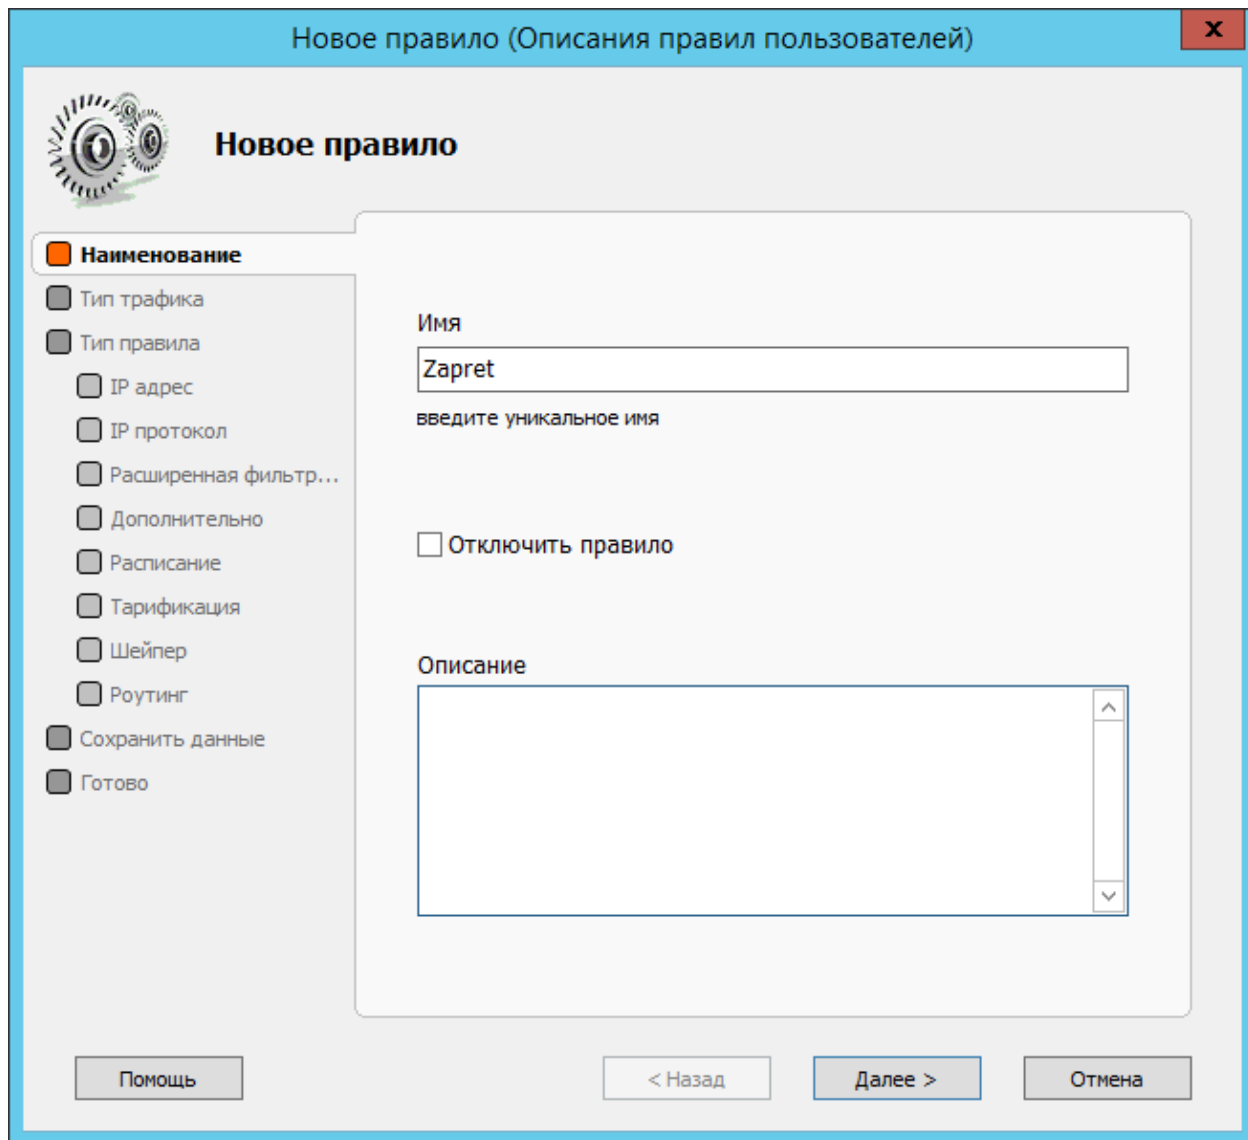 Новое правило (Описания правил пользователей)
x
Новое правило
Наименование
Тип трафика
Тип правила
IP адрес
IP протокол
Расширенная фильтр...
Дополнительно
Расписание
Тарификация
Шейпер
Роутинг
Сохранить данные
Готово
Имя
Zapret
введите уникальное имя
Отключить правило
Описание
Помощь
< Назад
Далее >
Отмена